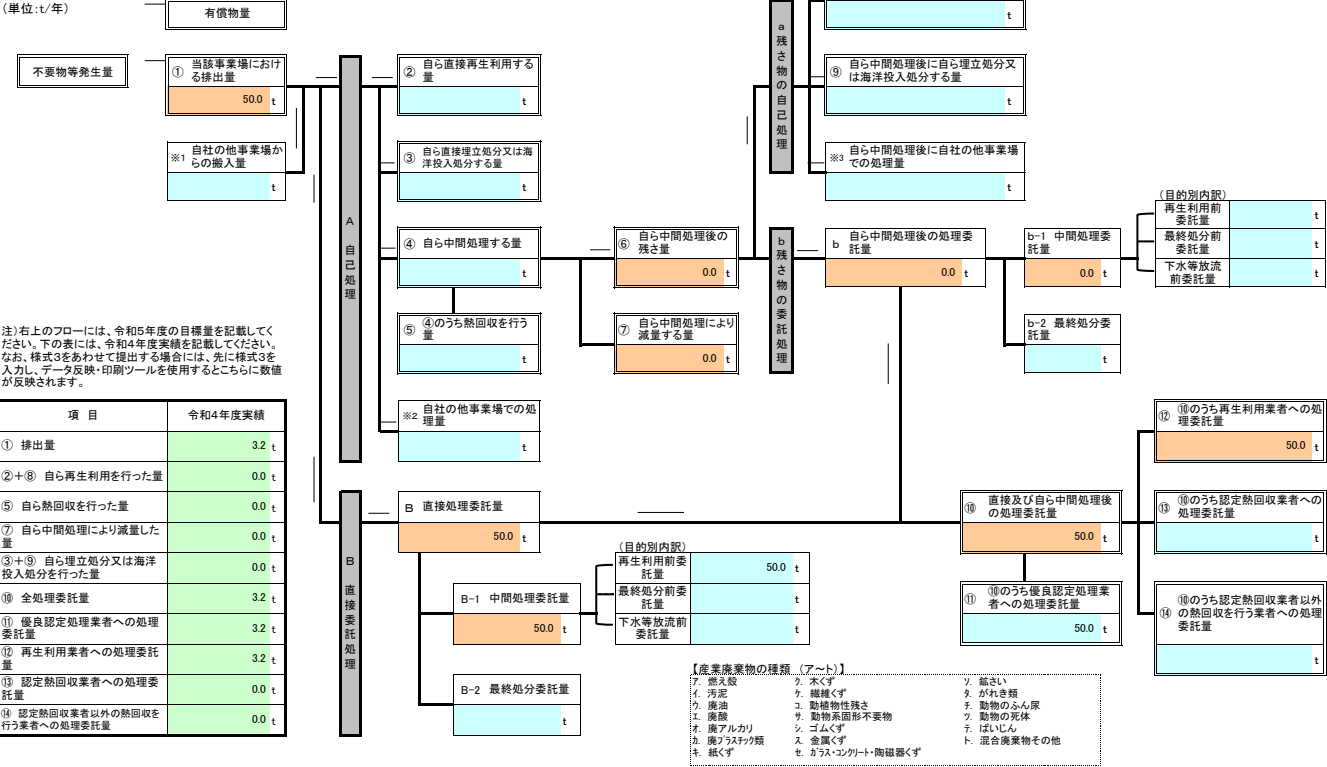 （単位:t/年）
有償物量
不要物等発生量
① 当該事業場におけ
る排出量
50.0 t
※1 自社の他事業場か
らの搬入量
t
A 自己処理
② 自ら直接再生利用する
量
t
③ 自ら直接埋立処分又は海
洋投入処分する量
t
④ 自ら中間処理する量
t
⑤ ④のうち熱回収を行う
量
t
※2 自社の他事業場での処
理量
t
⑥ 自ら中間処理後の
残さ量
0.0 t
⑦ 自ら中間処理により
減量する量
0.0 t
a 残さ物の自己処理
t
⑨ 自ら中間処理後に自ら埋立処分又
は海洋投入処分する量
t
※3 自ら中間処理後に自社の他事業場
での処理量
t
b 残さ物の委託処理
b 自ら中間処理後の処理委
託量
0.0 t
b-1 中間処理委
託量
0.0 t
b-2 最終処分委
託量
t
（目的別内訳）
再生利用前
委託量
t
最終処分前
委託量
t
下水等放流
前委託量
t
注）右上のフローには、令和5年度の目標量を記載してく
ださい。下の表には、令和4年度実績を記載してください。
なお、様式3をあわせて提出する場合には、先に様式3を
入力し、データ反映・印刷ツールを使用するとこちらに数値
が反映されます。
項 目 令和4年度実績
① 排出量 3.2 t
②＋⑧ 自ら再生利用を行った量 0.0 t
⑤ 自ら熱回収を行った量 0.0 t
⑦ 自ら中間処理により減量した
量 0.0 t
③＋⑨ 自ら埋立処分又は海洋
投入処分を行った量 0.0 t
⑩ 全処理委託量 3.2 t
⑪ 優良認定処理業者への処理
委託量 3.2 t
⑫ 再生利用業者への処理委託
量 3.2 t
⑬ 認定熱回収業者への処理委
託量 0.0 t
⑭ 認定熱回収業者以外の熱回収を
行う業者への処理委託量 0.0 t
B 直接委託処理
B 直接処理委託量
50.0 t
B-1 中間処理委託量
50.0 t
B-2 最終処分委託量
t
（目的別内訳）
再生利用前委
託量
50.0 t
最終処分前委
託量
t
下水等放流前
委託量
t
⑩ 直接及び自ら中間処理後
の処理委託量
50.0 t
⑪ ⑩のうち優良認定処理業
者への処理委託量
50.0 t
⑫ ⑩のうち再生利用業者への処
理委託量
50.0 t
⑬ ⑩のうち認定熱回収業者への
処理委託量
t
⑭ ⑩のうち認定熱回収業者以外
の熱回収を行う業者への処理
委託量
t
【産業廃棄物の種類 （ア～ト）】
ア. 燃え殻 ク. 木くず ソ. 鉱さい
イ. 汚泥 ケ. 繊維くず タ. がれき類
ウ. 廃油 コ. 動植物性残さ チ. 動物のふん尿
エ. 廃酸 サ. 動物系固形不要物 ツ. 動物の死体
オ. 廃アルカリ シ. ゴムくず テ. ばいじん
カ. 廃プラスチック類 ス. 金属くず ト. 混合廃棄物その他
キ. 紙くず セ. ガラス・コンクリート・陶磁器くず